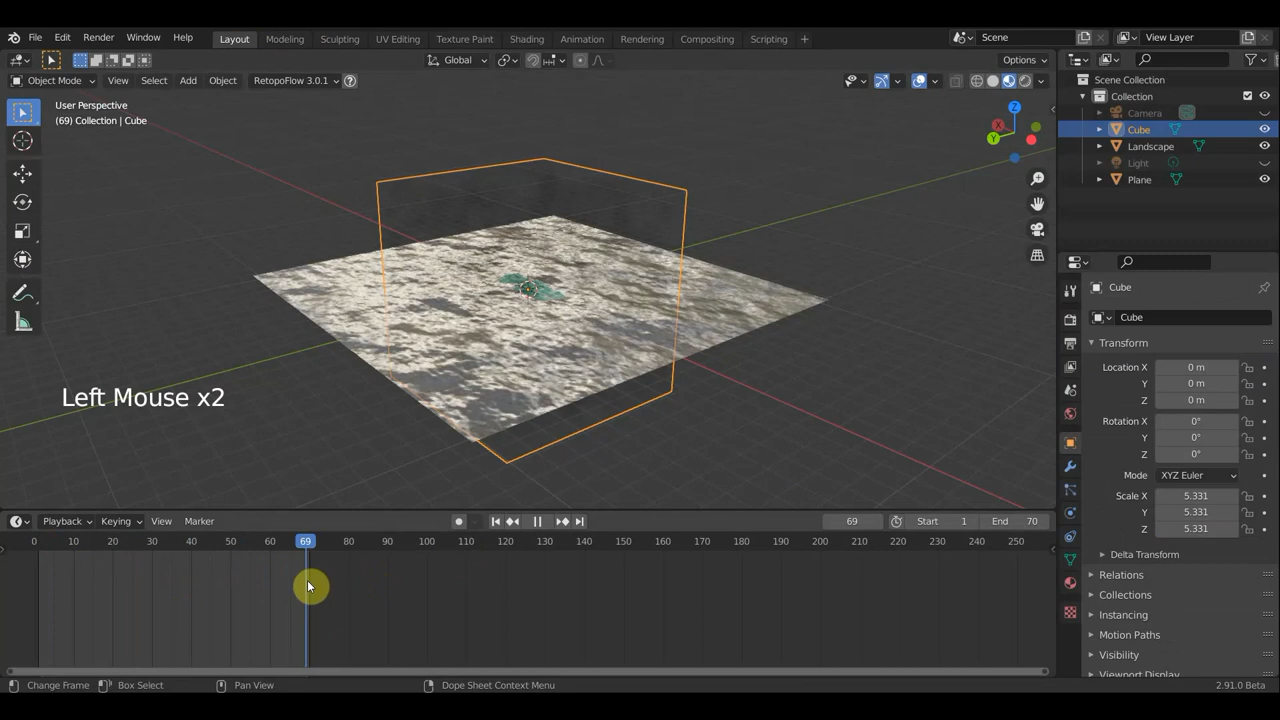 File Edit Render Window Help Layout Modeling Sculpting UV Editing Texture Paint Shading Animation Rendering Compositing Scripting + Scene View Layer
Global Options
Object Mode View Select Add Object RetopoFlow 3.0.1
User Perspective
(69) Collection | Cube
Z
X
Y
Scene Collection
Collection
Camera
Cube
Landscape
Light
Plane
Left Mouse x2
Cube
Cube
Transform
Location X 0 m
Y 0 m
Z 0 m
Rotation X 0°
Y 0°
Z 0°
Mode XYZ Euler
Scale X 5.331
Y 5.331
Z 5.331
Delta Transform
Relations
Collections
Instancing
Motion Paths
Visibility
Viewport Display
Playback Keying View Marker 69 Start 1 End 70
0 10 20 30 40 50 60 69 80 90 100 110 120 130 140 150 160 170 180 190 200 210 220 230 240 250
Change Frame Box Select Pan View Dope Sheet Context Menu 2.91.0 Beta